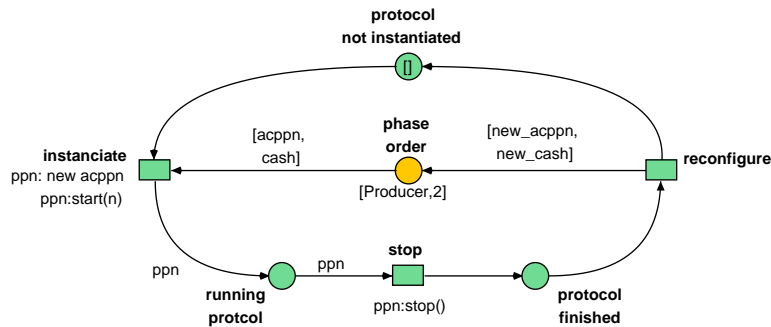 protocol
not instantiated
[]
[acppn,
cash]
phase
order
[new_acppn,
new_cash]
instanciate
ppn: new acppn
ppn:start(n)
reconfigure
[Producer,2]
ppn
ppn
stop
running
protcol
ppn:stop()
protocol
finished